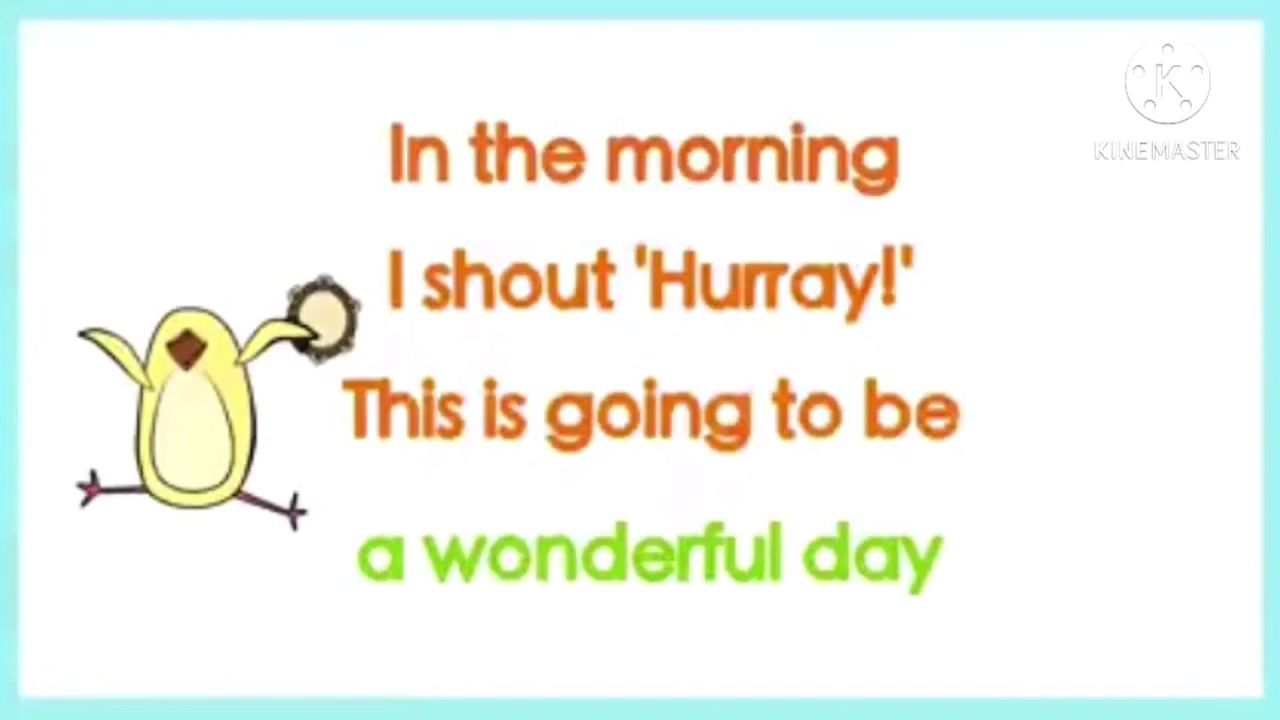 In the morning
I shout 'Hurray!'
This is going to be
a wonderful day
K
KINEMASTER